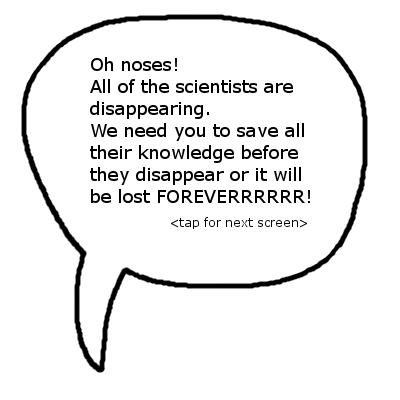 Oh noses!
All of the scientists are
disappearing.
We need you to save all
their knowledge before
they disappear or it will
be lost FOREVERRRRRR!
<tap for next screen>